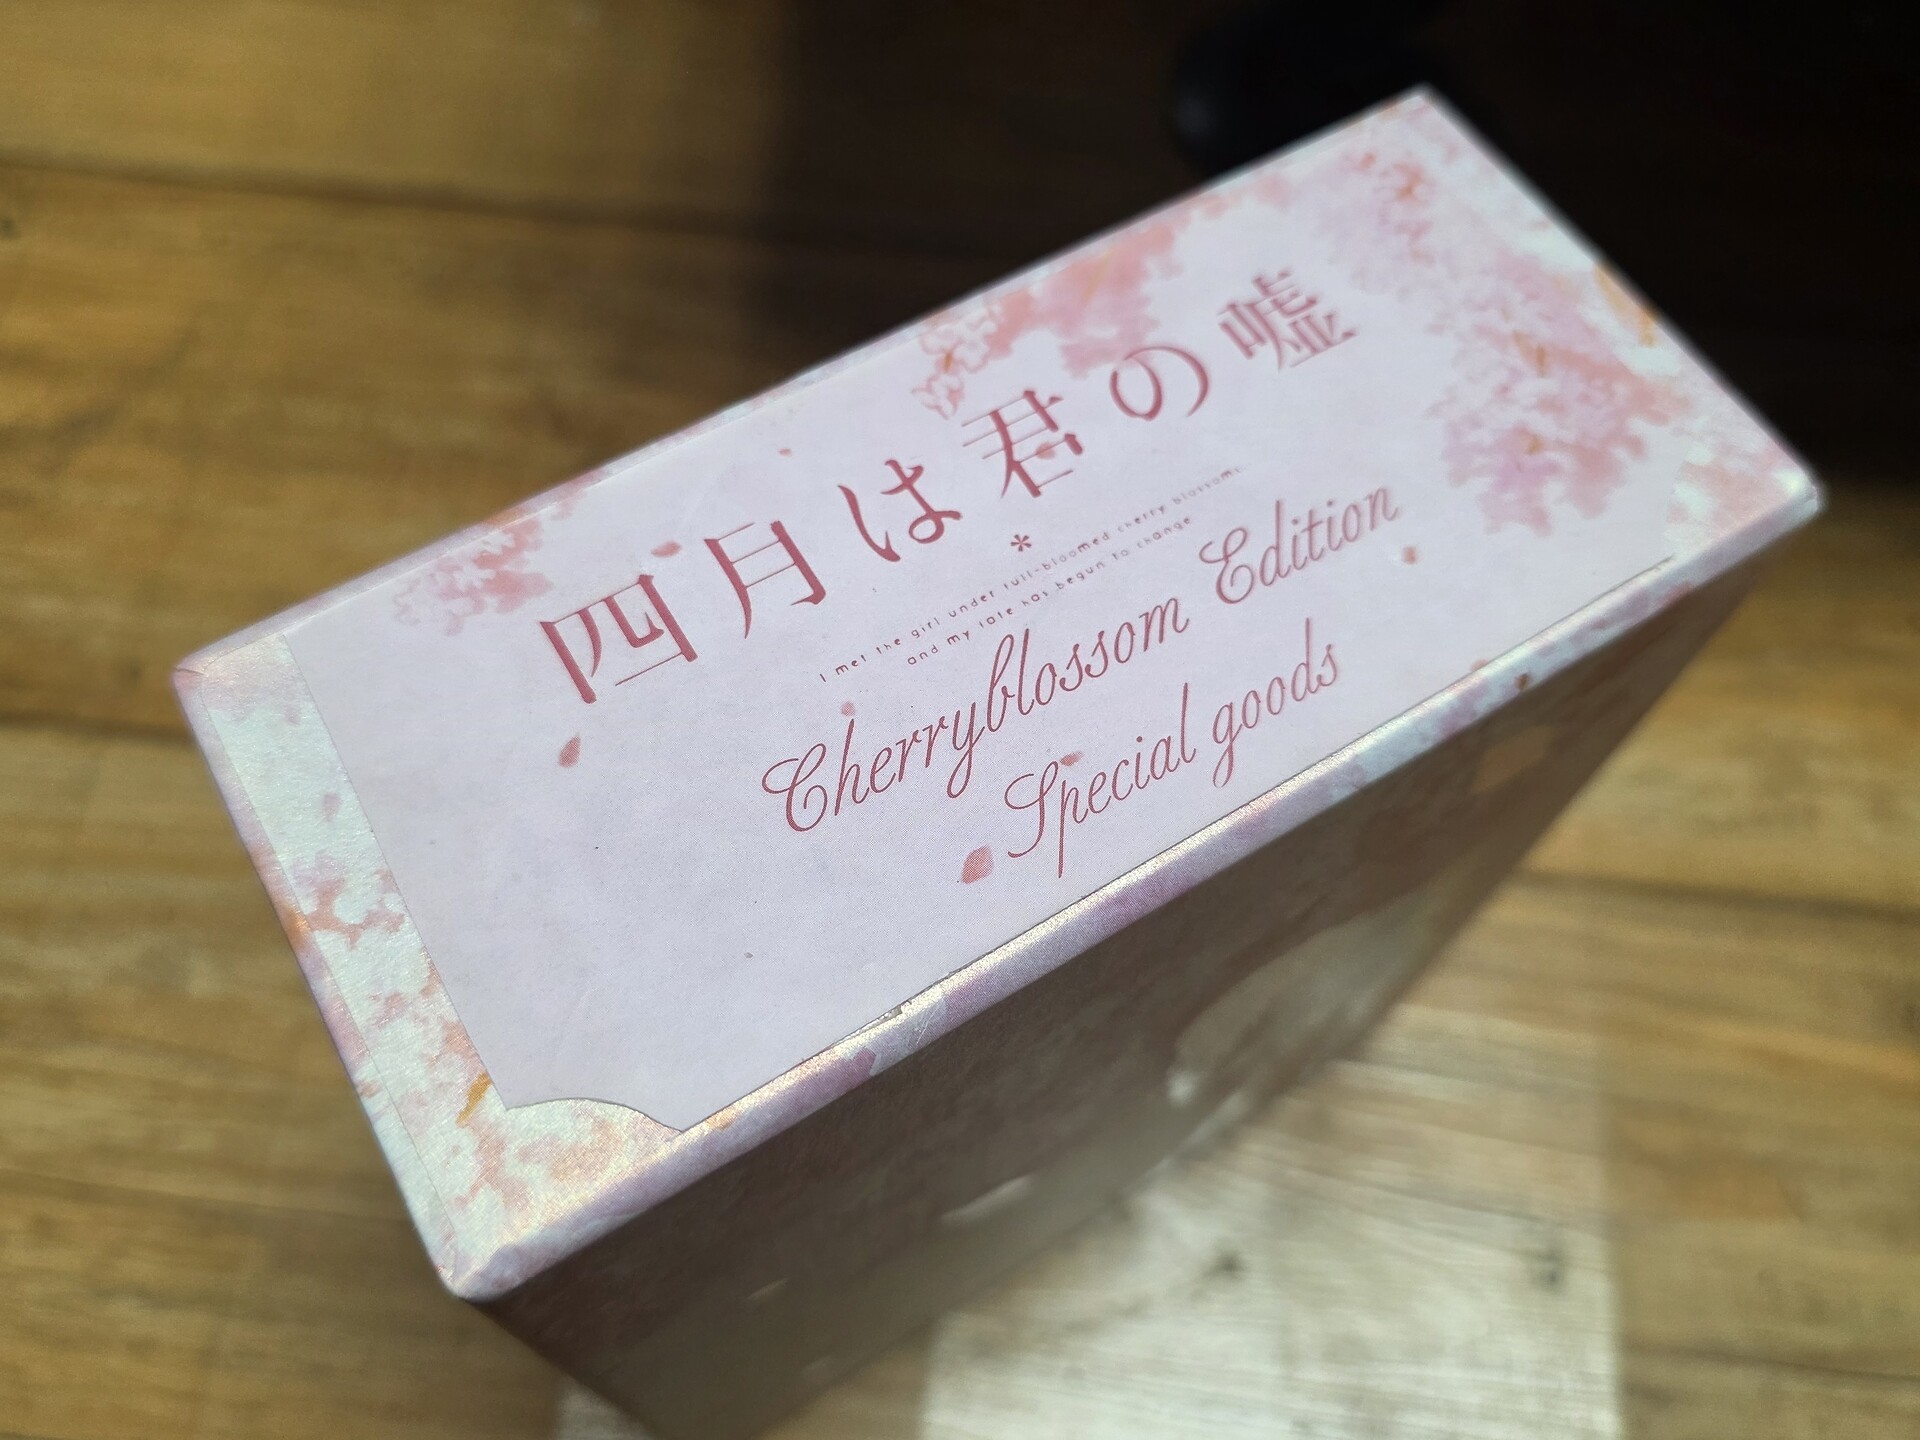 四月は君の嘘
*
I met the girl under full-bloomed cherry blossoms,
and my fate has begun to change
Cherryblossom Edition
Special goods